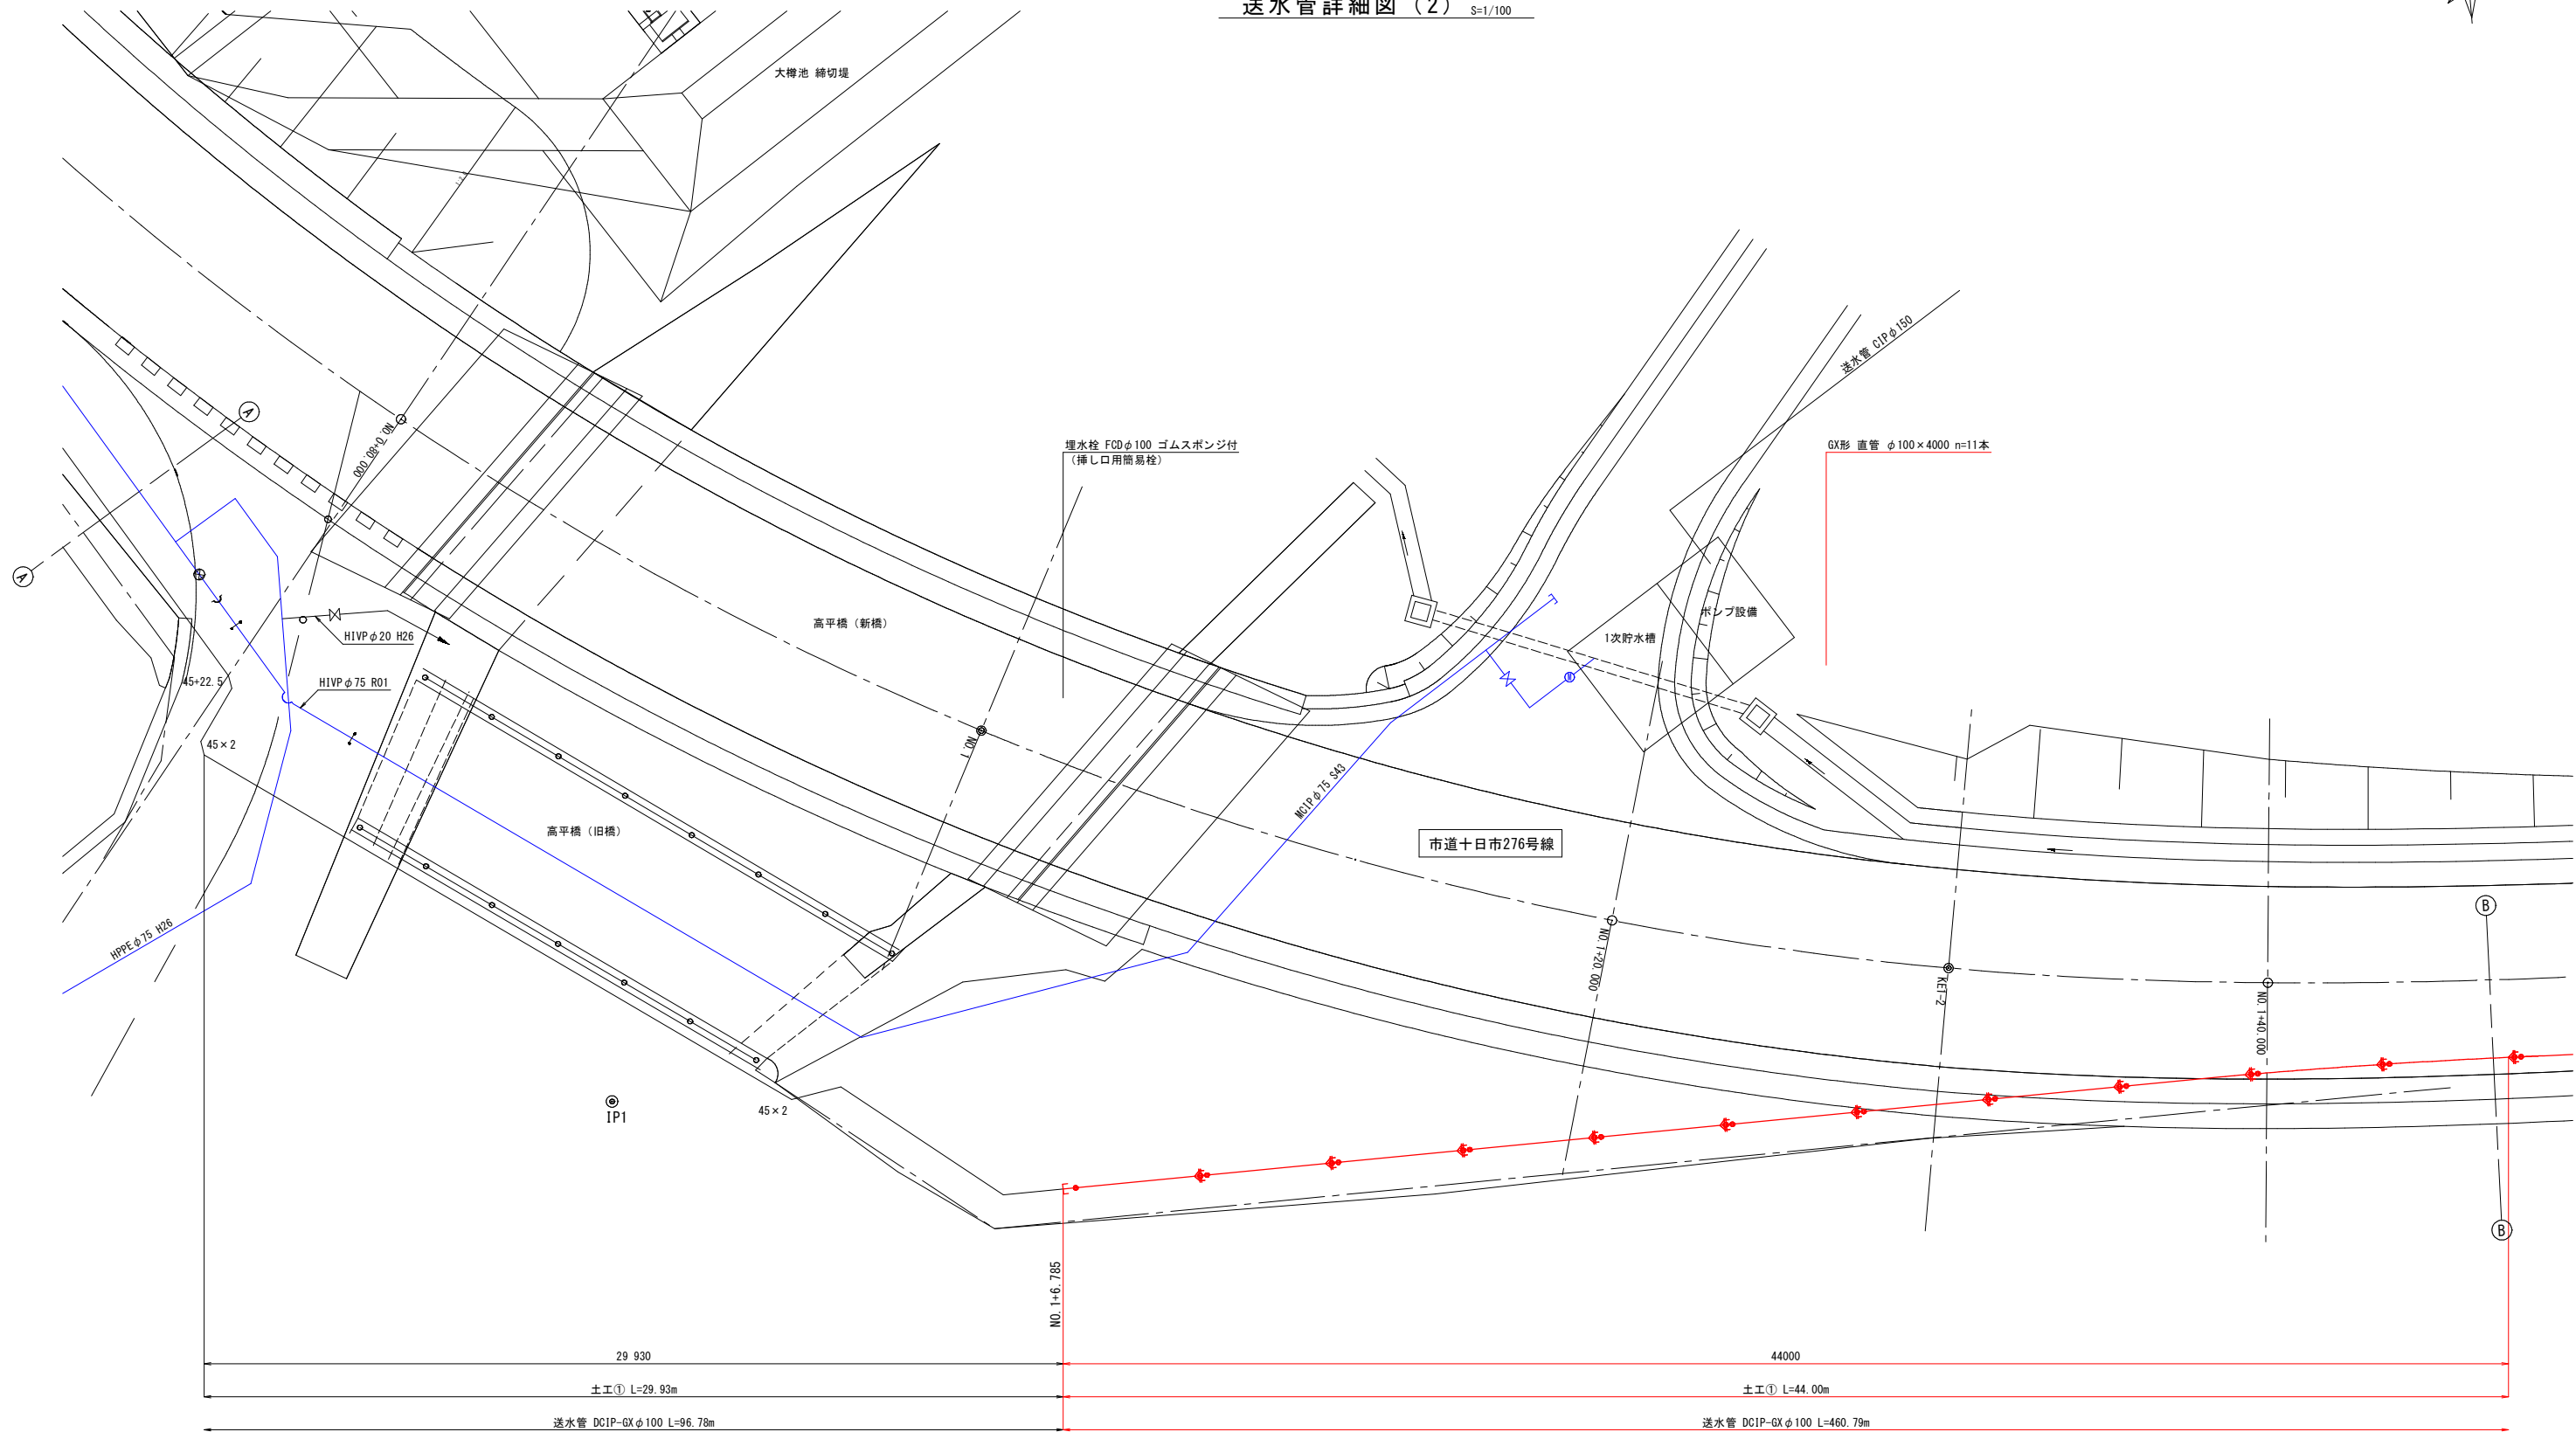 送水管詳細図（2） S=1/100
大樽池 締切堤
送水管 CIPφ150
A
NO.0+80.000
埋水栓 FCDφ100 ゴムスポンジ付
（挿し口用簡易栓）
GX形 直管 φ100×4000 n=11本
A
HIVPφ20 H26
高平橋（新橋）
1次貯水槽
ポンプ設備
M
45+22.5
HIVPφ75 R01
45×2
NO.1
MCIPφ75 S43
高平橋（旧橋）
市道十日市276号線
HPPEφ75 H26
B
NO.1+20.000
KE1-2
NO.1+40.000
IP1
45×2
B
NO.1+6.785
29 930
44000
土工① L=29.93m
土工① L=44.00m
送水管 DCIP-GXφ100 L=96.78m
送水管 DCIP-GXφ100 L=460.79m